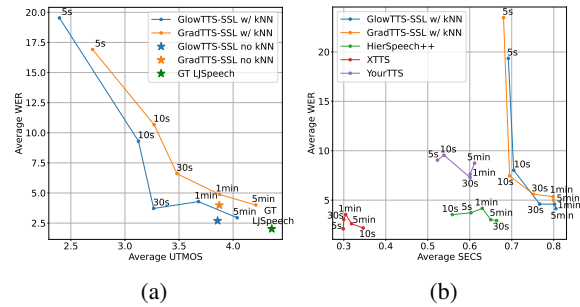 GlowTTS-SSL w/ kNN
GradTTS-SSL w/ kNN
GlowTTS-SSL no kNN
GradTTS-SSL no kNN
GT LJSpeech
Average WER
20.0
17.5
15.0
12.5
10.0
7.5
5.0
2.5
5s
5s
10s
10s
30s
30s
1min
1min
5min
5min
GT
LJSpeech
2.5
3.0
3.5
4.0
Average UTMOS
(a)
GlowTTS-SSL w/ kNN
GradTTS-SSL w/ kNN
HierSpeech++
XTTS
YourTTS
Average WER
20
15
10
5
5s
5s
10s
10s
30s
1min
5min
5min
5s
10s
30s
1min
5min
5s
10s
1min
5min
30s
30s
1min
5s
5min
10s
0.3
0.4
0.5
0.6
0.7
0.8
Average SECS
(b)